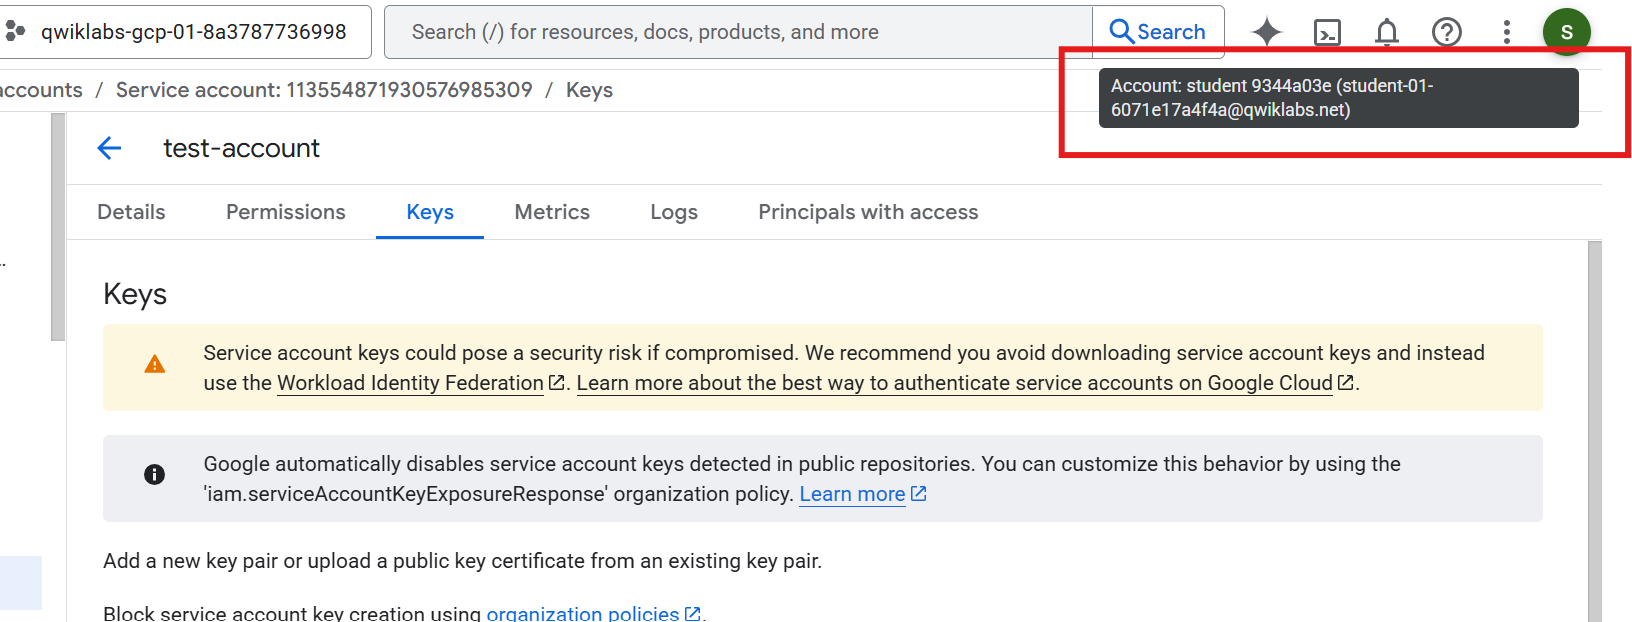 qwiklabs-gcp-01-8a3787736998
Search (/) for resources, docs, products, and more
Search
S
accounts / Service account: 113554871930576985309 / Keys
Account: student 9344a03e (student-01-
6071e17a4f4a@qwiklabs.net)
test-account
Details Permissions Keys Metrics Logs Principals with access
Keys
Service account keys could pose a security risk if compromised. We recommend you avoid downloading service account keys and instead
use the Workload Identity Federation. Learn more about the best way to authenticate service accounts on Google Cloud.
Google automatically disables service account keys detected in public repositories. You can customize this behavior by using the
'iam.serviceAccountKeyExposureResponse' organization policy. Learn more
Add a new key pair or upload a public key certificate from an existing key pair.
Block service account key creation using organization policies.